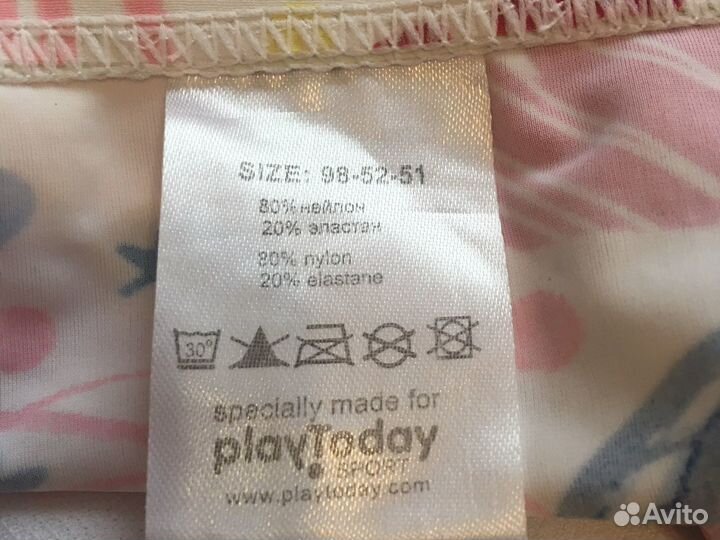 SIZE: 98-52-51
80% нейлон
20% эластан
80% nylon
20% elastane
30°
specially made for
playToday
SPORT
www.playtoday.com
Avito